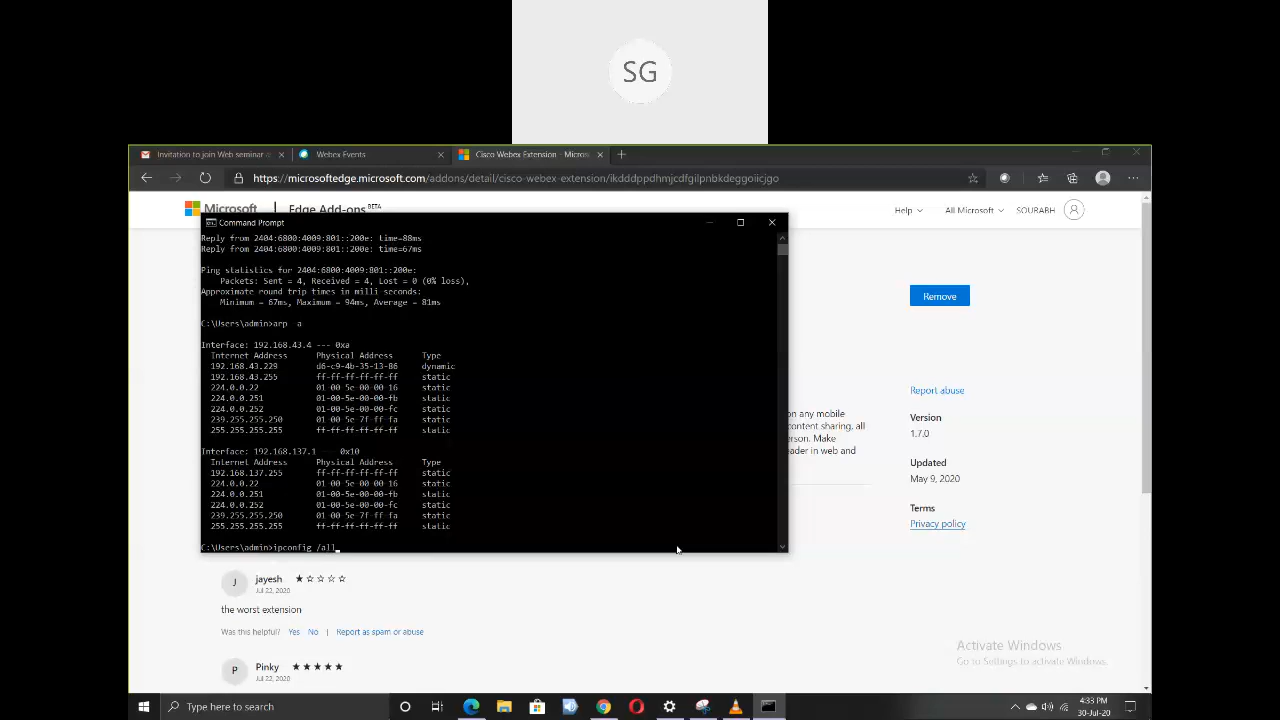 SG
Invitation to join Web seminar
Webex Events
Cisco Webex Extension - Micros
https://microsoftedge.microsoft.com/addons/detail/cisco-webex-extension/ikdddppdhmjcdfgilpnbkdeggoiicjgo
Microsoft | Edge Add-ons BETA
Help
All Microsoft
SOURABH
Command Prompt
Reply from 2404:6800:4009:801::200e: time=88ms
Reply from 2404:6800:4009:801::200e: time=67ms
Ping statistics for 2404:6800:4009:801::200e:
Packets: Sent = 4, Received = 4, Lost = 0 (0% loss),
Approximate round trip times in milli seconds:
Minimum = 67ms, Maximum = 94ms, Average = 81ms
C:\Users\admin>arp -a
Interface: 192.168.43.4 --- 0xa
Internet Address Physical Address Type
192.168.43.229 d6-c9-4b-35-13-86 dynamic
192.168.43.255 ff-ff-ff-ff-ff-ff static
224.0.0.22 01-00-5e-00-00-16 static
224.0.0.251 01-00-5e-00-00-fb static
224.0.0.252 01-00-5e-00-00-fc static
239.255.255.250 01-00-5e-7f-ff-fa static
255.255.255.255 ff-ff-ff-ff-ff-ff static
Interface: 192.168.137.1 --- 0x10
Internet Address Physical Address Type
192.168.137.255 ff-ff-ff-ff-ff-ff static
224.0.0.22 01-00-5e-00-00-16 static
224.0.0.251 01-00-5e-00-00-fb static
224.0.0.252 01-00-5e-00-00-fc static
239.255.255.250 01-00-5e-7f-ff-fa static
255.255.255.255 ff-ff-ff-ff-ff-ff static
C:\Users\admin>ipconfig /all
Remove
Report abuse
on any mobile
content sharing, all
erson. Make
eader in web and
Version
1.7.0
Updated
May 9, 2020
Terms
Privacy policy
J
jayesh
Jul 22, 2020
the worst extension
Was this helpful? Yes No | Report as spam or abuse
P
Pinky
Jul 22, 2020
Activate Windows
Go to Settings to activate Windows.
Type here to search
4:33 PM
30-Jul-20